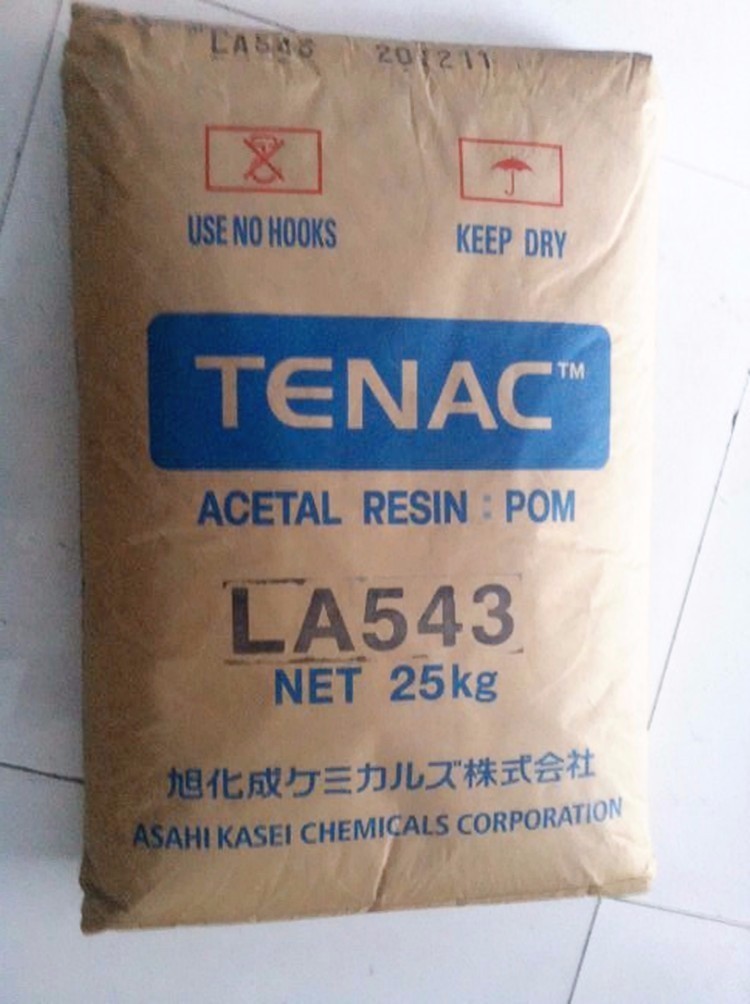 LA543 201211
USE NO HOOKS KEEP DRY
TENAC™
ACETAL RESIN : POM
LA543
NET 25kg
旭化成ケミカルズ株式会社
ASAHI KASEI CHEMICALS CORPORATION